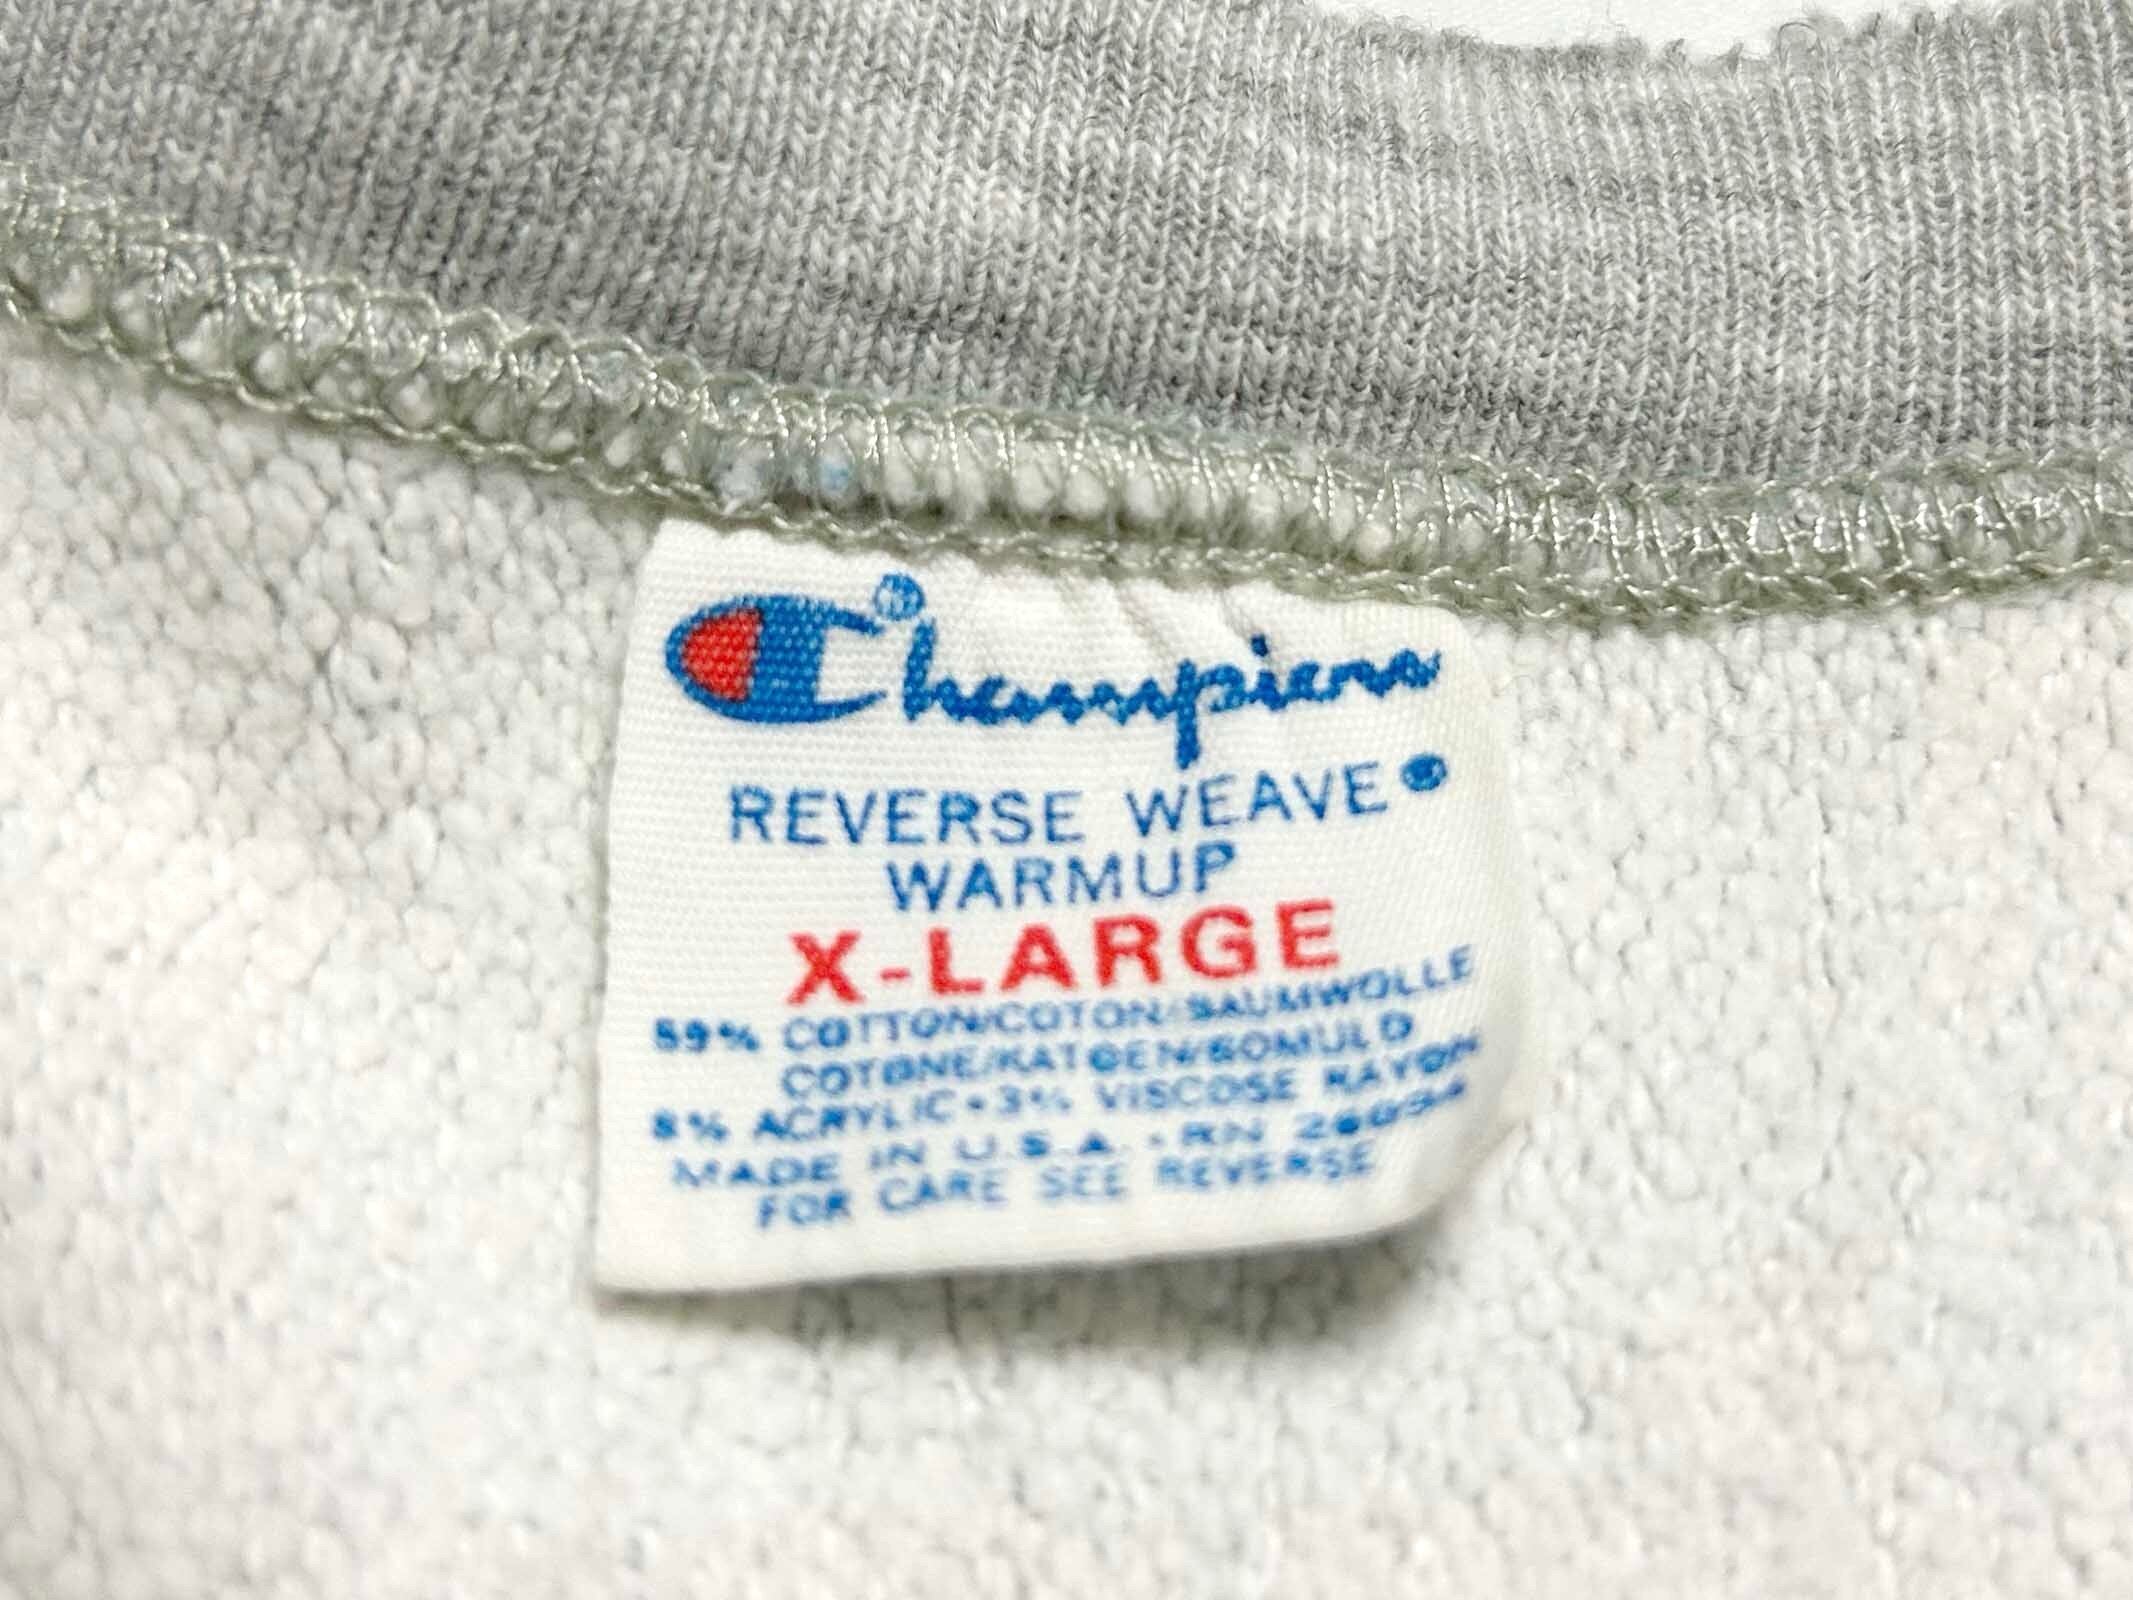 Champion®
REVERSE WEAVE®
WARMUP
X-LARGE
89% COTTON/COTON/BAUMWOLLE
COTONE/KATOEN/BOMULD
8% ACRYLIC • 3% VISCOSE RAYON
MADE IN U.S.A. • RN 26094
FOR CARE SEE REVERSE